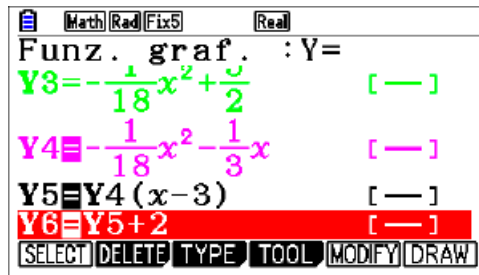 Math Rad Fix5 Real
Funz. graf. :Y=
Y3=-1/18x²+ /2 [—]
Y4=-1/18x²-1/3x [—]
Y5=Y4(x-3) [—]
Y6=Y5+2 [—]
SELECT DELETE TYPE TOOL MODIFY DRAW